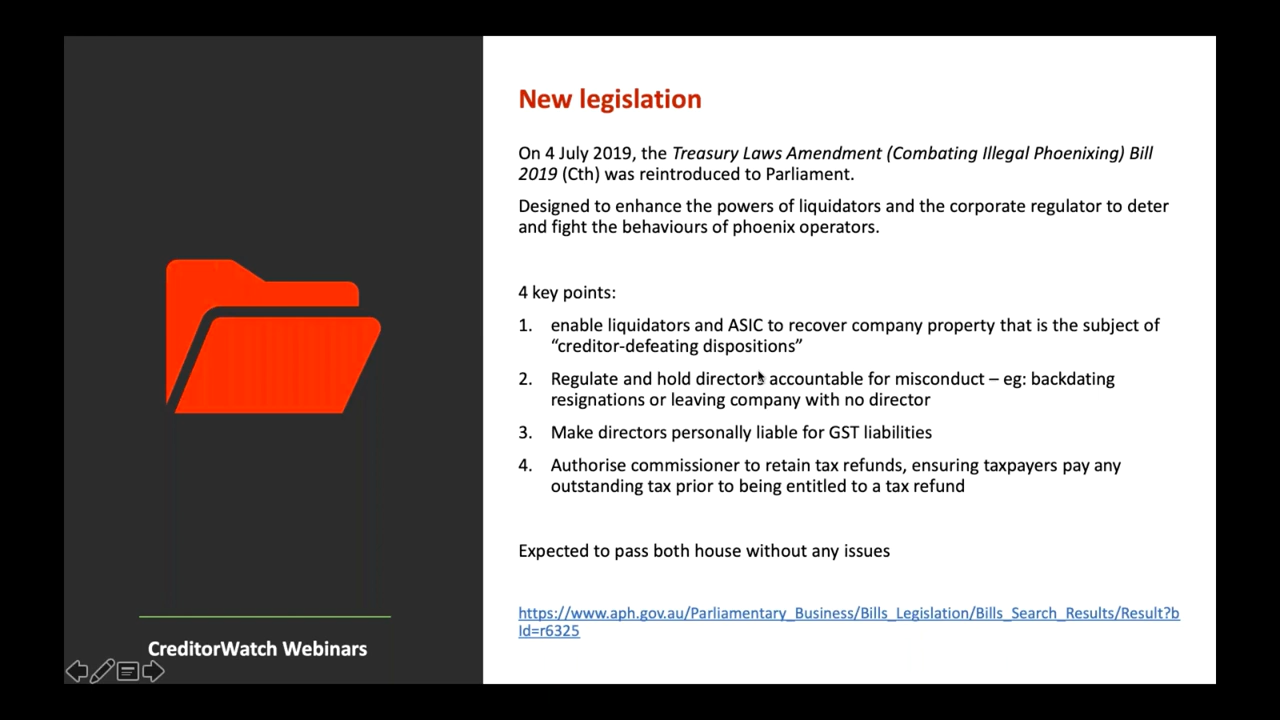 New legislation
On 4 July 2019, the Treasury Laws Amendment (Combating Illegal Phoenixing) Bill
2019 (Cth) was reintroduced to Parliament.
Designed to enhance the powers of liquidators and the corporate regulator to deter
and fight the behaviours of phoenix operators.
4 key points:
1. enable liquidators and ASIC to recover company property that is the subject of
“creditor-defeating dispositions”
2. Regulate and hold directors accountable for misconduct – eg: backdating
resignations or leaving company with no director
3. Make directors personally liable for GST liabilities
4. Authorise commissioner to retain tax refunds, ensuring taxpayers pay any
outstanding tax prior to being entitled to a tax refund
Expected to pass both house without any issues
https://www.aph.gov.au/Parliamentary_Business/Bills_Legislation/Bills_Search_Results/Result?b
Id=r6325
CreditorWatch Webinars